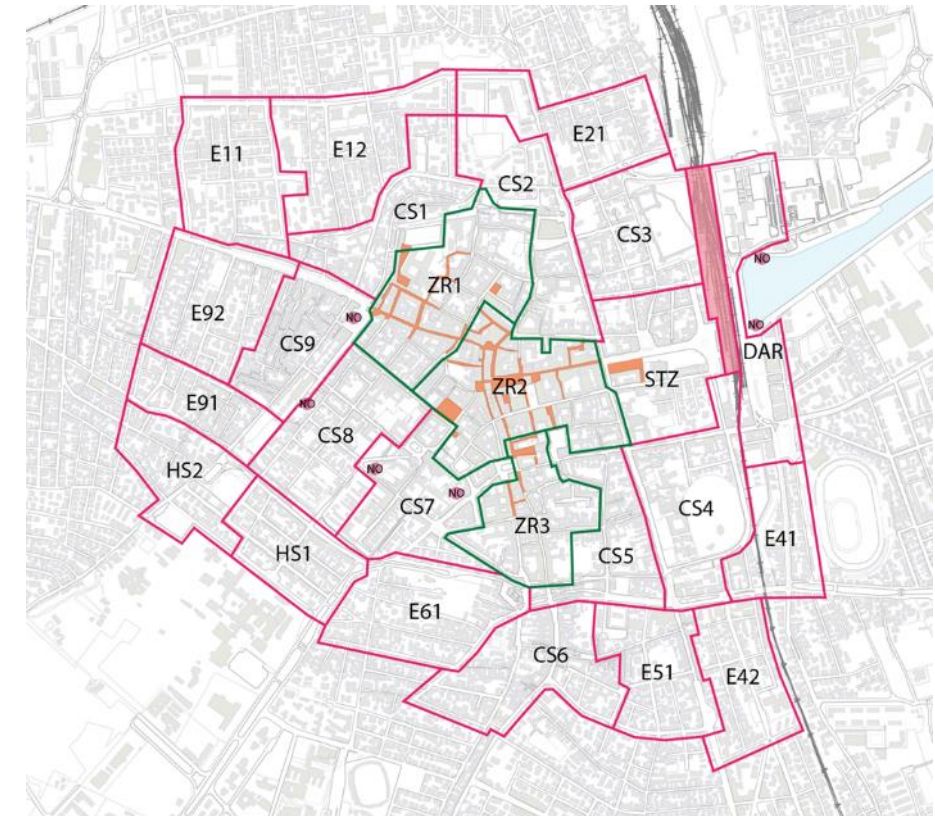 E21
E11
E12
CS2
CS1
CS3
NO
ZR1
E92
NO
NO
CS9
DAR
ZR2
STZ
E91
NO
CS8
HS2
NO
NO
CS7
CS4
ZR3
E41
HS1
CS5
E61
CS6
E51
E42